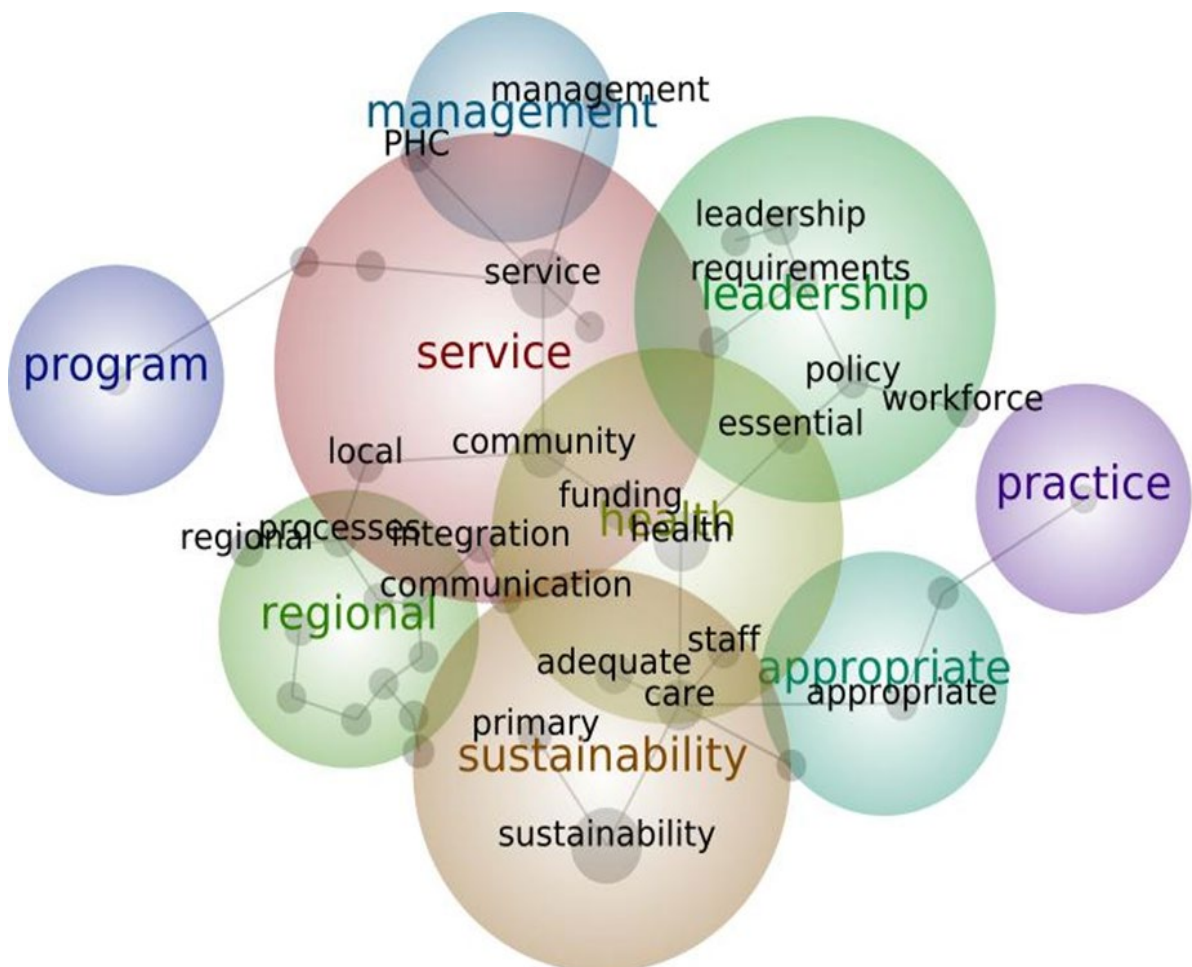 management
management
PHC
leadership
service
requirements
leadership
service
program
policy
workforce
essential
community
local
practice
funding
health
health
processes
regional
integration
communication
regional
staff
adequate
appropriate
care
appropriate
primary
sustainability
sustainability